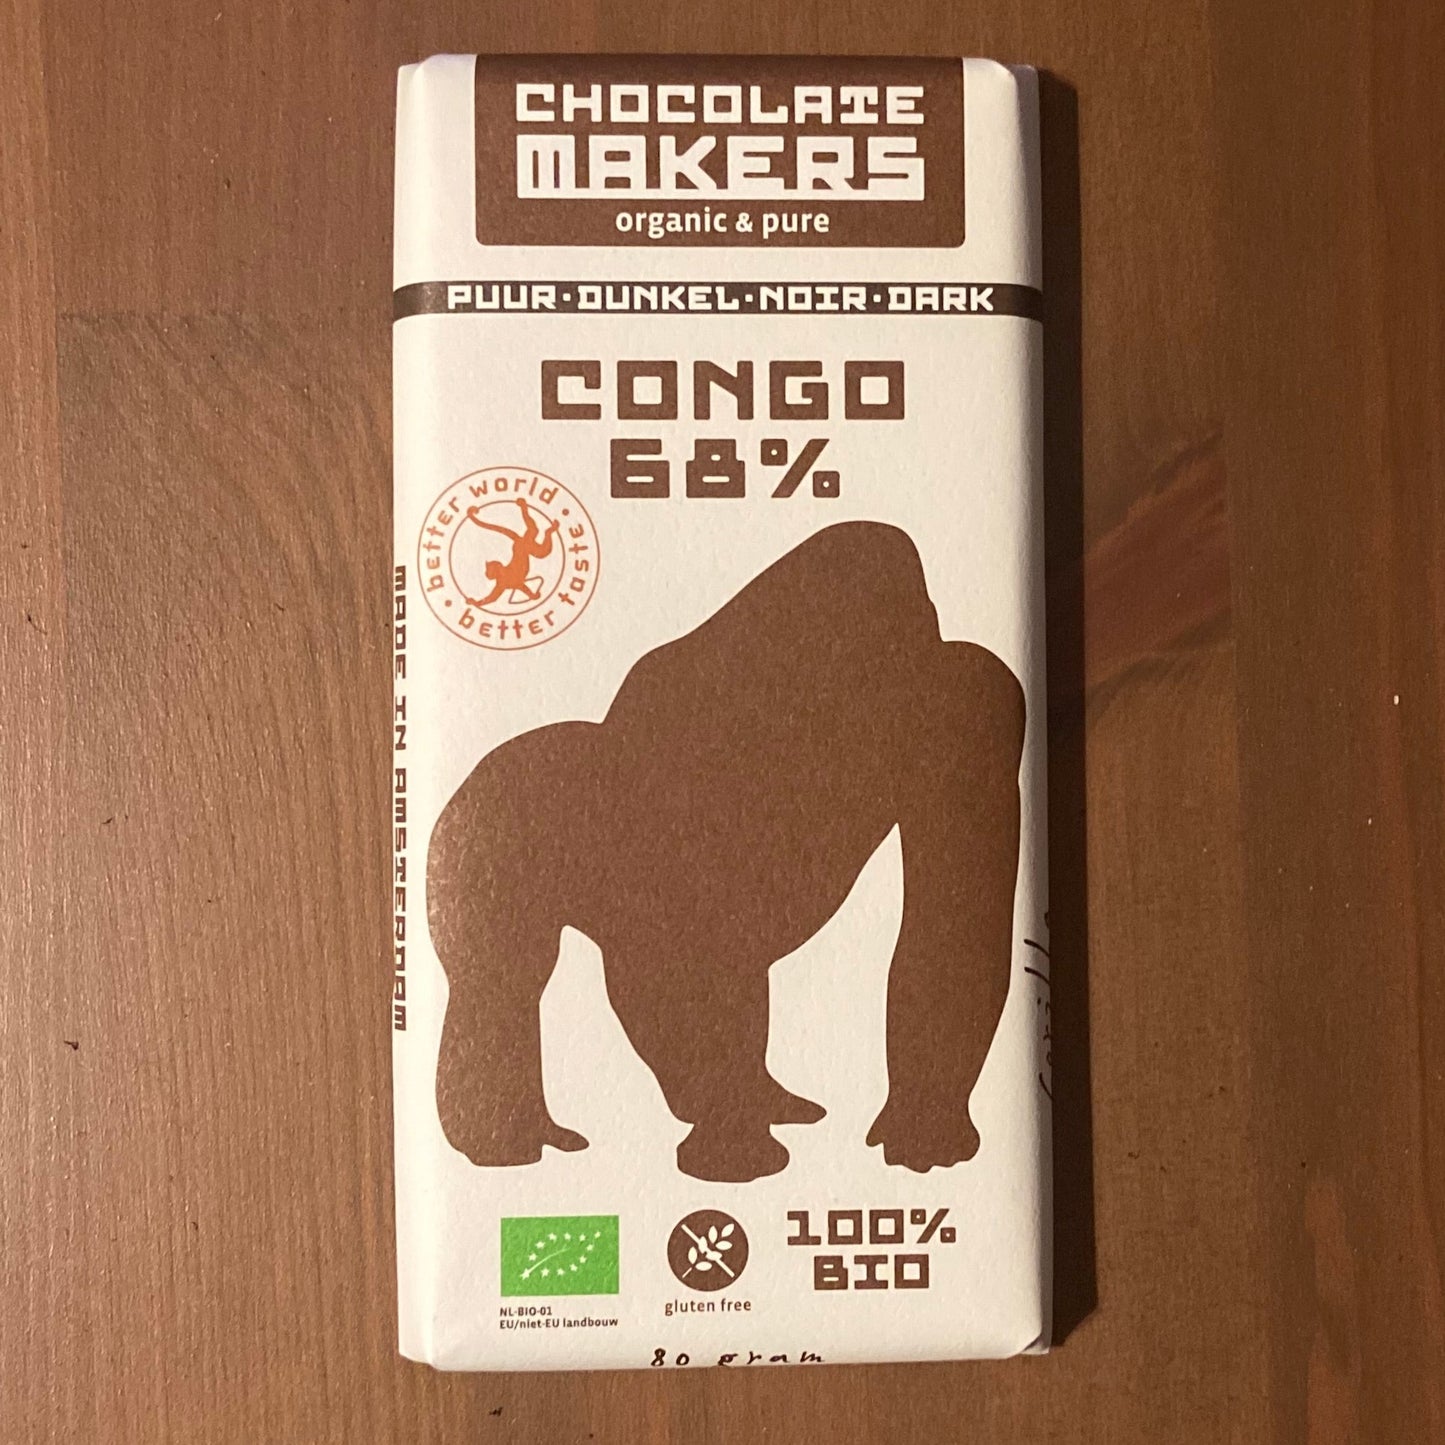 CHOCOLATE
MAKERS
organic & pure
PUUR·DUNKEL·NOIR·DARK
CONGO
68%
better world · better taste ·
MADE IN AMSTERDAM
Gorilla
100%
BIO
NL-BIO-01
EU/niet-EU landbouw
gluten free
80 gram